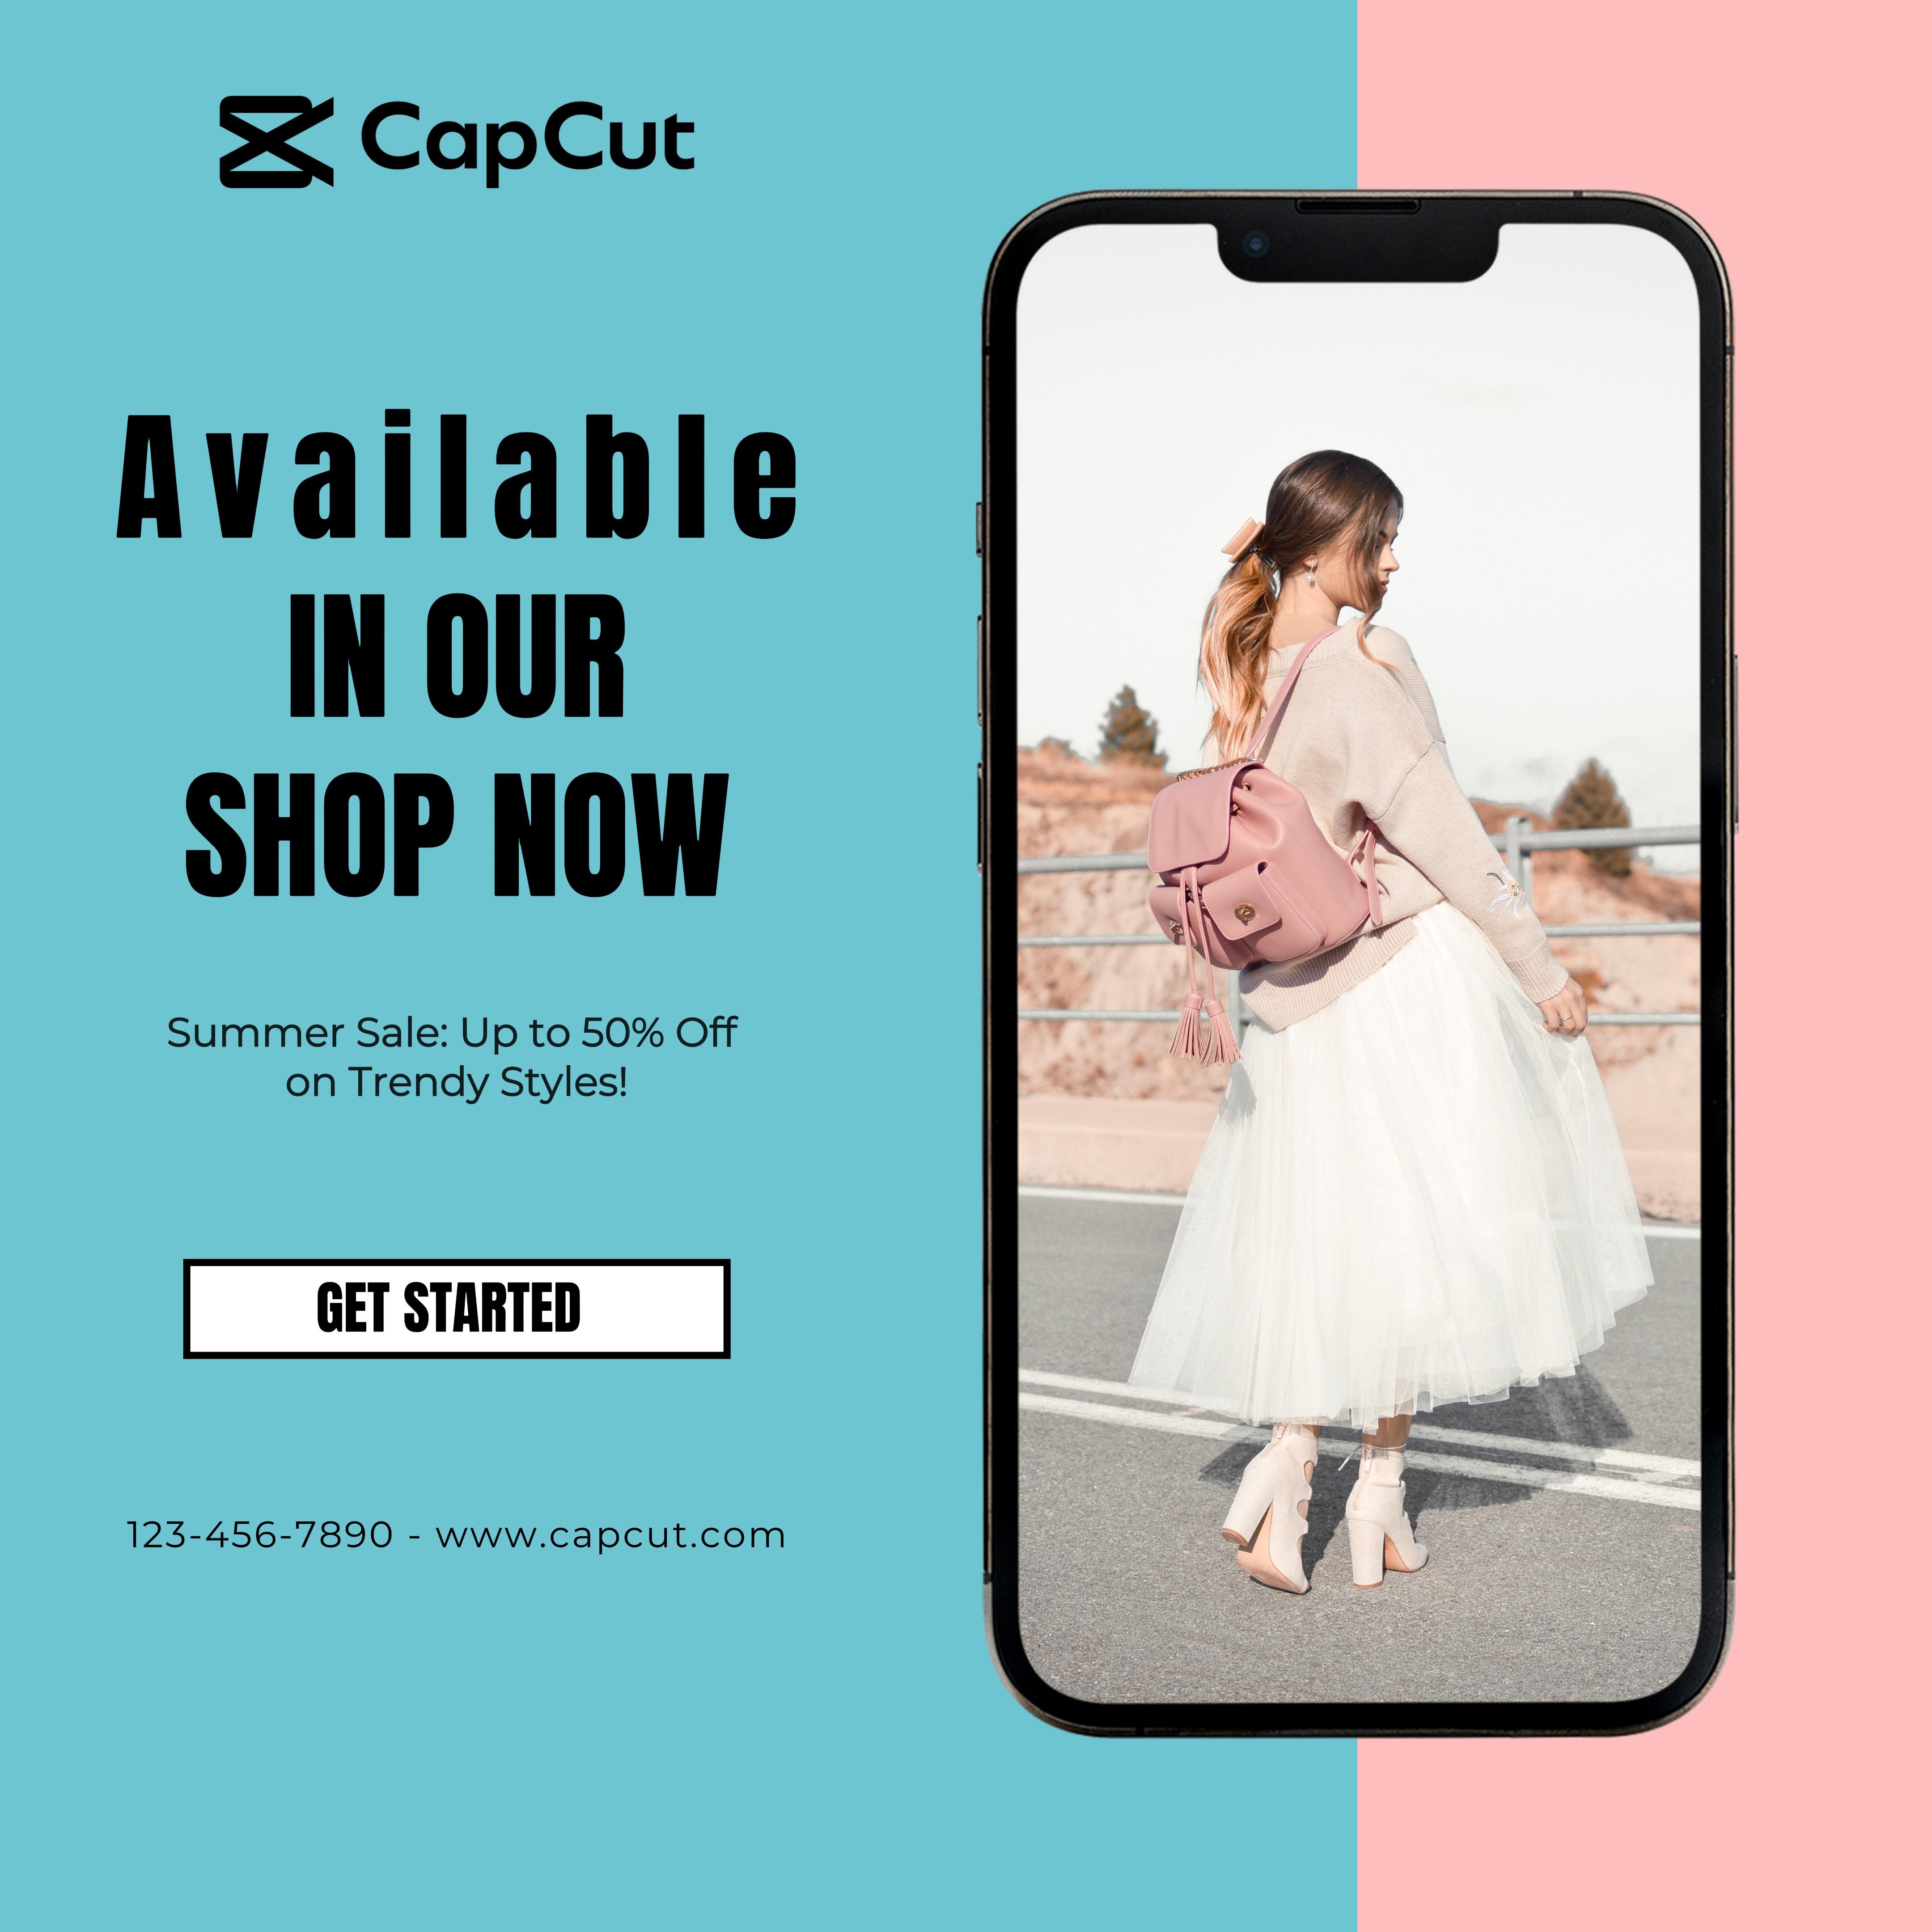 CapCut
Available
IN OUR
SHOP NOW
Summer Sale: Up to 50% Off
on Trendy Styles!
GET STARTED
123-456-7890 - www.capcut.com